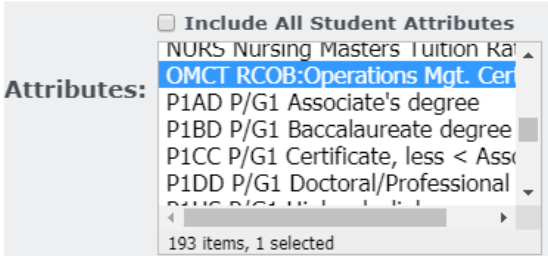 Include All Student Attributes
Attributes:
NURS Nursing Masters Tuition Rat
OMCT RCOB:Operations Mgt. Cert
P1AD P/G1 Associate's degree
P1BD P/G1 Baccalaureate degree
P1CC P/G1 Certificate, less < Asso
P1DD P/G1 Doctoral/Professional
193 items, 1 selected